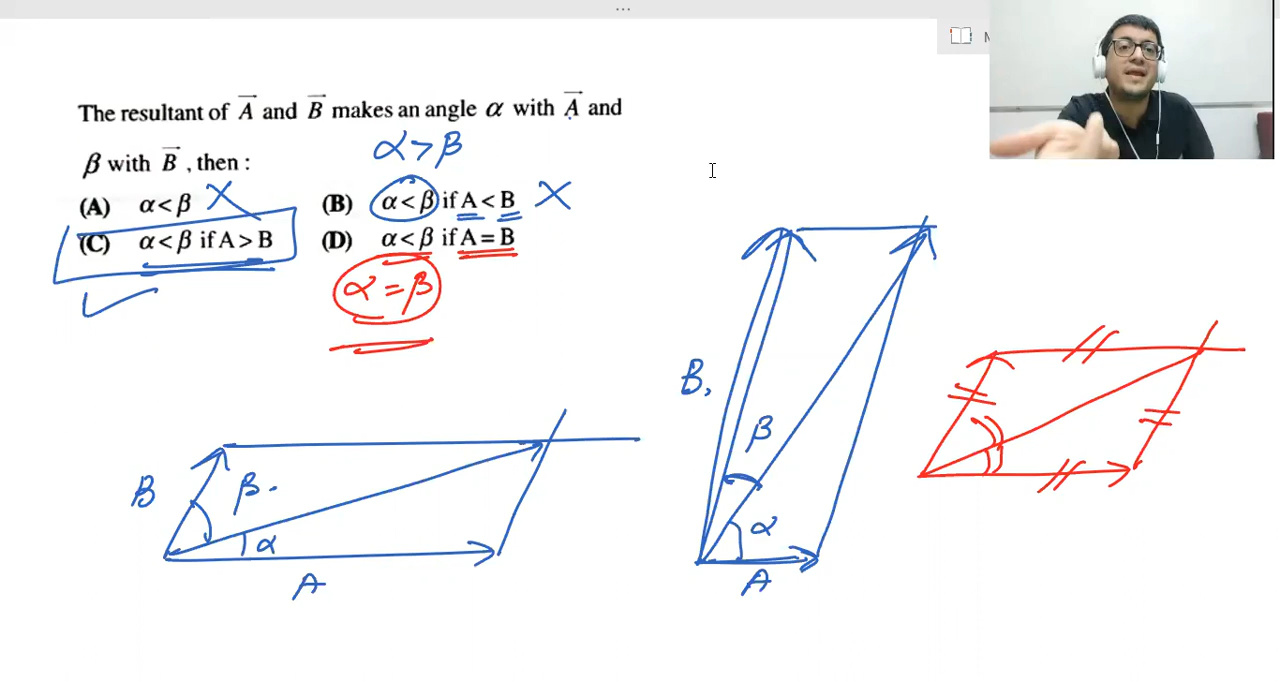 The resultant of A⃗ and B⃗ makes an angle α with A⃗ and
α > β
β with B⃗ , then :
(A) α < β X (B) α < β if A < B X
(C) α < β if A > B (D) α < β if A = B
α = β
B β α A
B, β α A